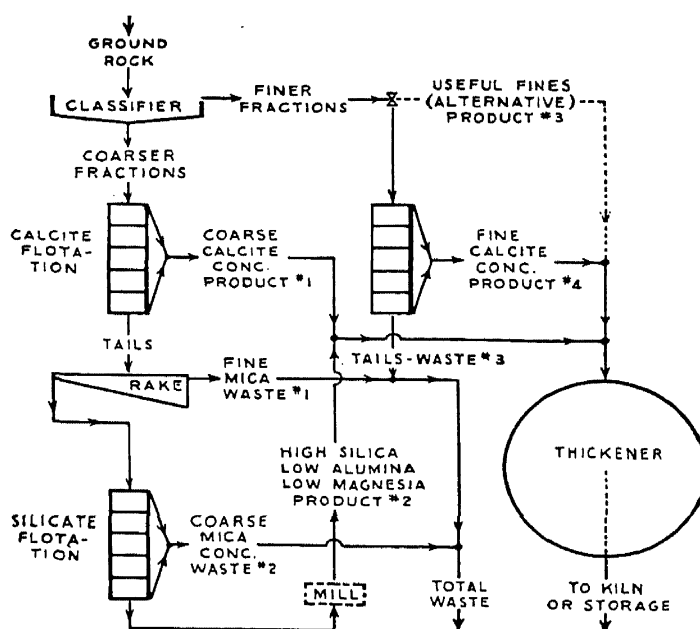 GROUND
ROCK
CLASSIFIER
FINER
FRACTIONS
USEFUL FINES
(ALTERNATIVE)
PRODUCT #3
COARSER
FRACTIONS
CALCITE
FLOTA-
TION
COARSE
CALCITE
CONC.
PRODUCT #1
FINE
CALCITE
CONC.
PRODUCT #4
TAILS
TAILS-WASTE #3
RAKE
FINE
MICA
WASTE #1
THICKENER
HIGH SILICA
LOW ALUMINA
LOW MAGNESIA
PRODUCT #2
SILICATE
FLOTA-
TION
COARSE
MICA
CONC.
WASTE #2
MILL
TOTAL
WASTE
TO KILN
OR STORAGE